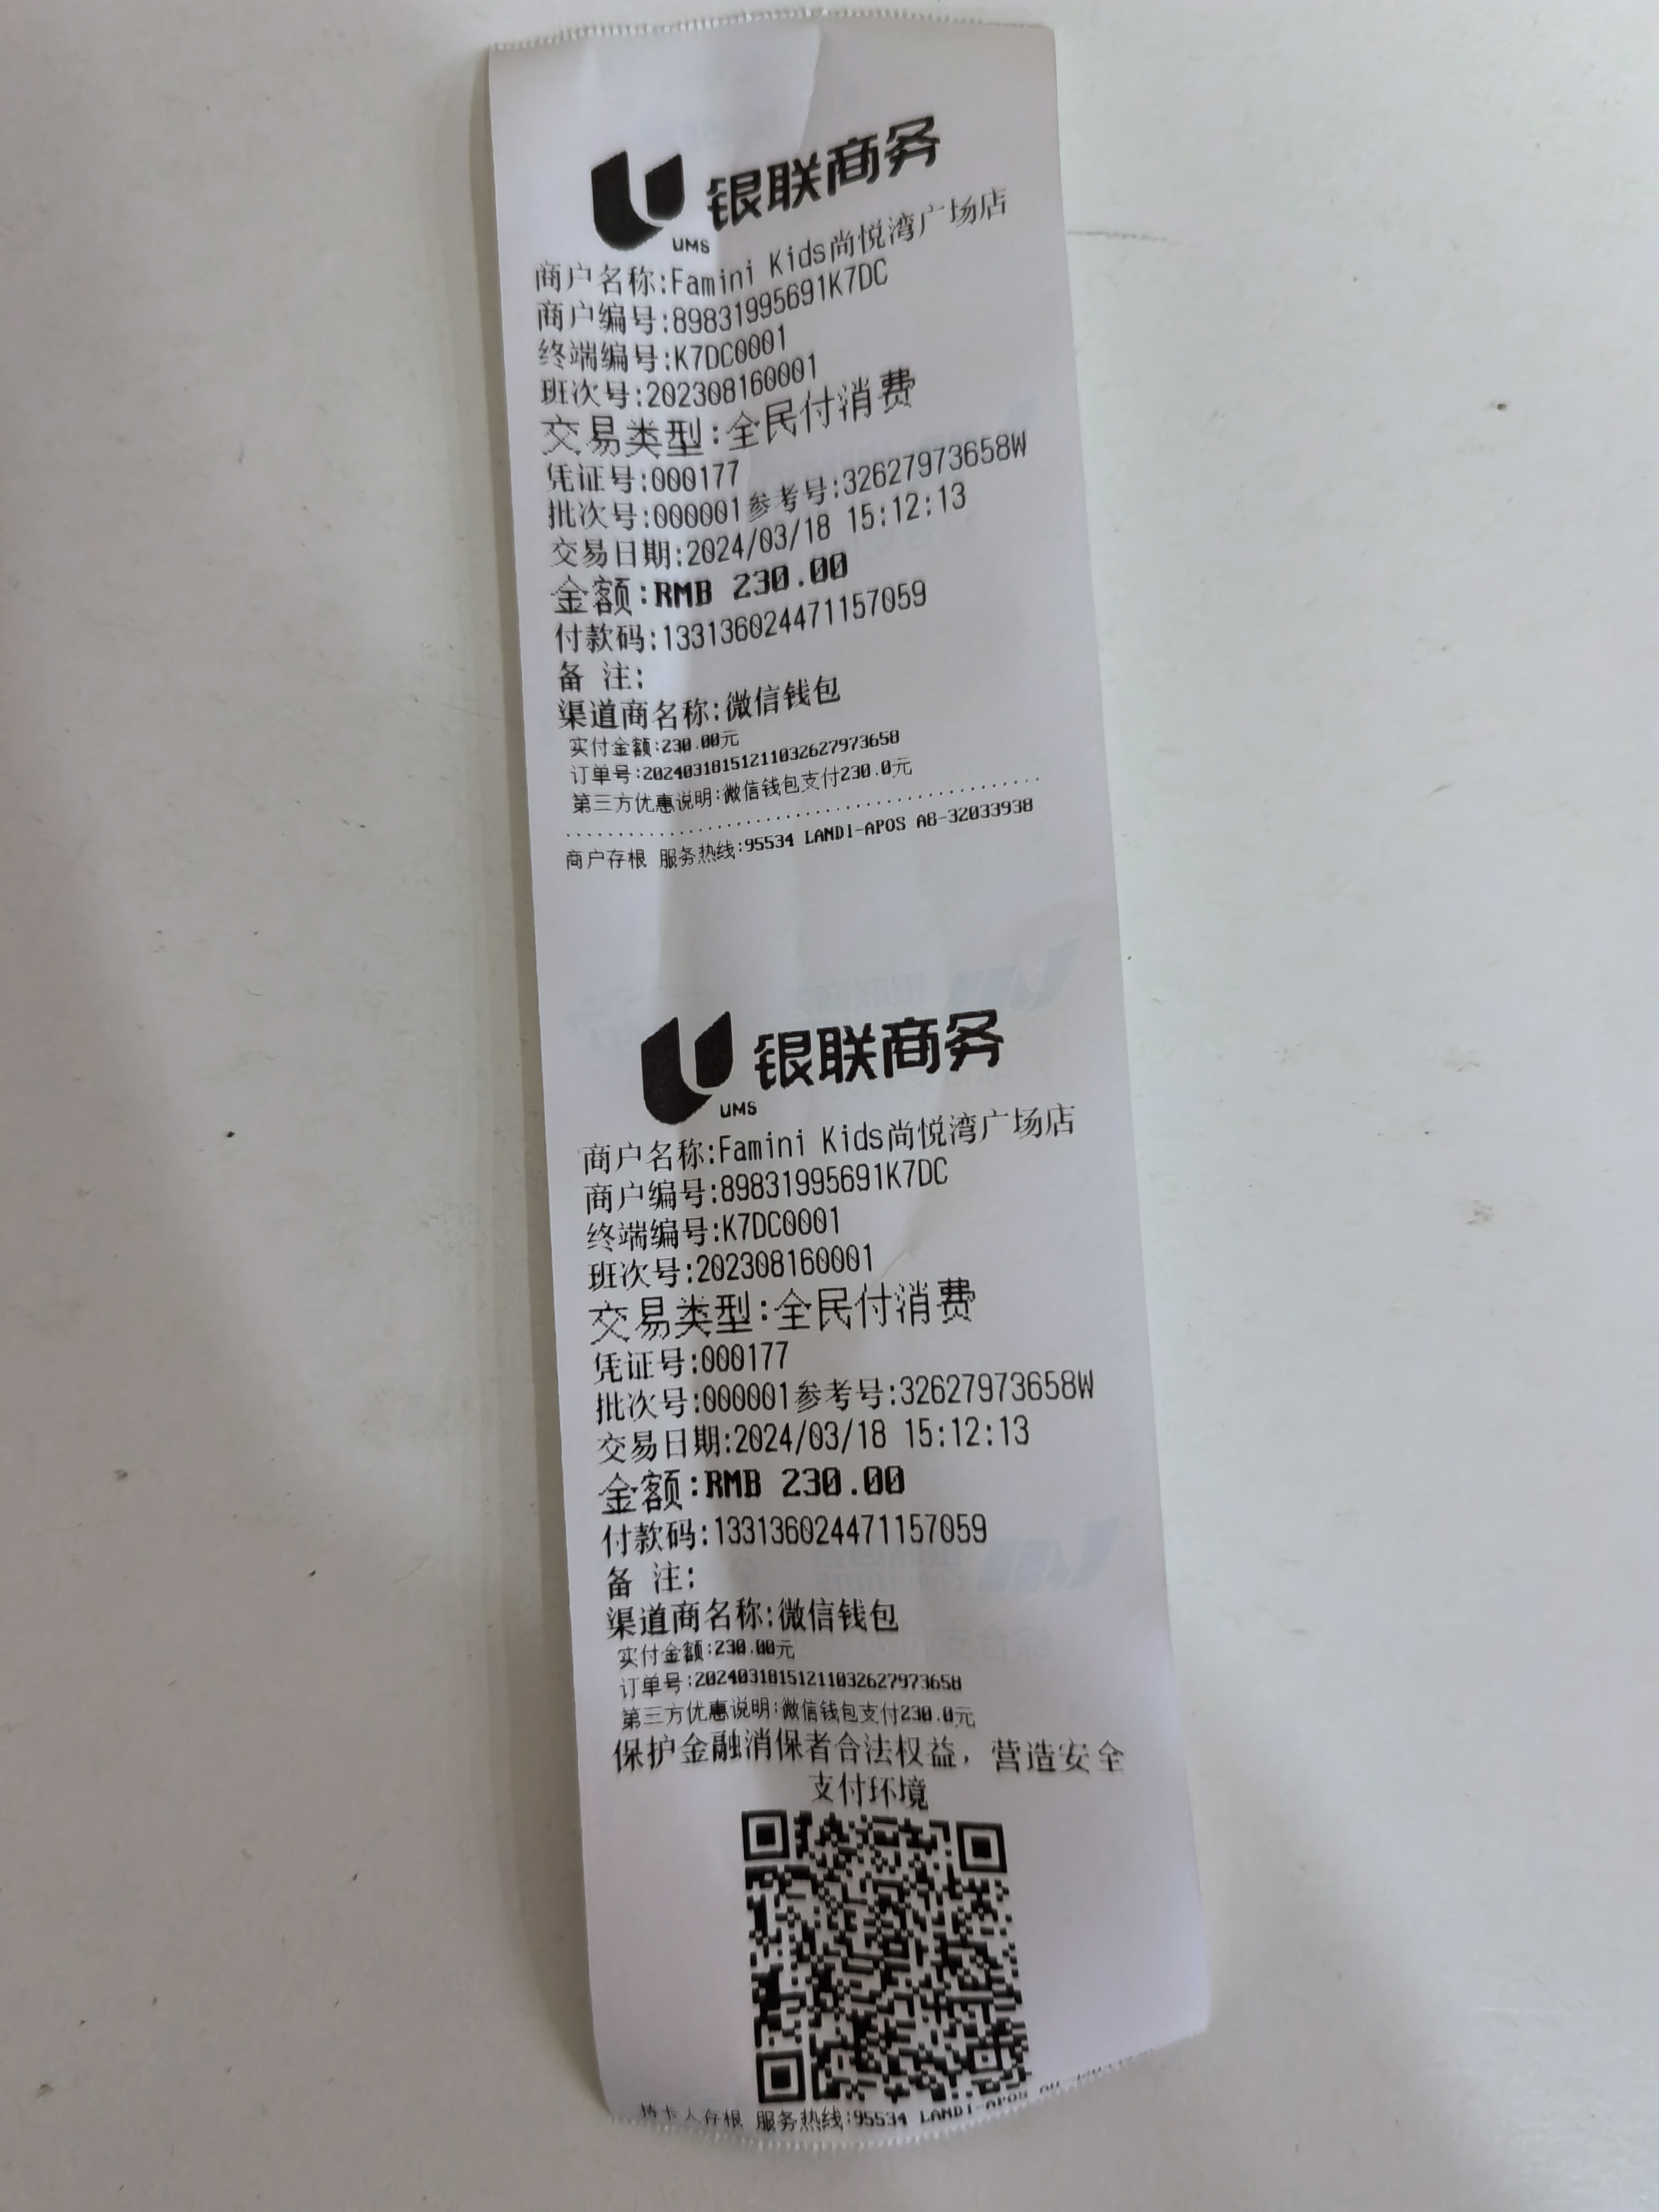 银联商务
UMS
商户名称:Famini Kids尚悦湾广场店
商户编号:89831995691K7DC
终端编号:K7DC0001
班次号:202308160001
交易类型:全民付消费
凭证号:000177
批次号:000001参考号:32627973658W
交易日期:2024/03/18 15:12:13
金额:RMB 230.00
付款码:133136024471157059
备 注:
渠道商名称:微信钱包
实付金额:230.00元
订单号:20240318151211032627973658
第三方优惠说明:微信钱包支付230.0元
商户存根 服务热线:95534 LANDI-APOS A8-32033938
银联商务
UMS
商户名称:Famini Kids尚悦湾广场店
商户编号:89831995691K7DC
终端编号:K7DC0001
班次号:202308160001
交易类型:全民付消费
凭证号:000177
批次号:000001参考号:32627973658W
交易日期:2024/03/18 15:12:13
金额:RMB 230.00
付款码:133136024471157059
备 注:
渠道商名称:微信钱包
实付金额:230.00元
订单号:20240318151211032627973658
第三方优惠说明:微信钱包支付230.0元
保护金融消保者合法权益，营造安全
支付环境
持卡人存根 服务热线:95534 LANDI-APOS